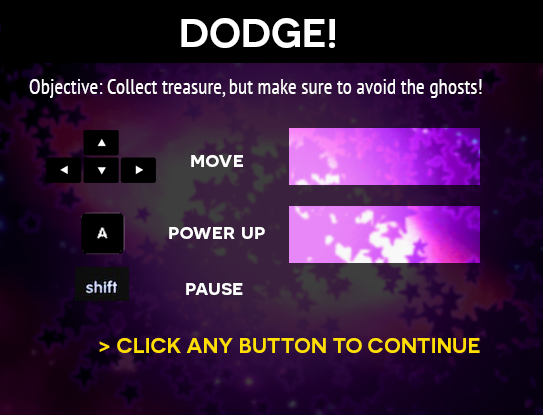 DODGE!
Objective: Collect treasure, but make sure to avoid the ghosts!
▲
◄ ▼ ► MOVE
A POWER UP
shift PAUSE
> CLICK ANY BUTTON TO CONTINUE